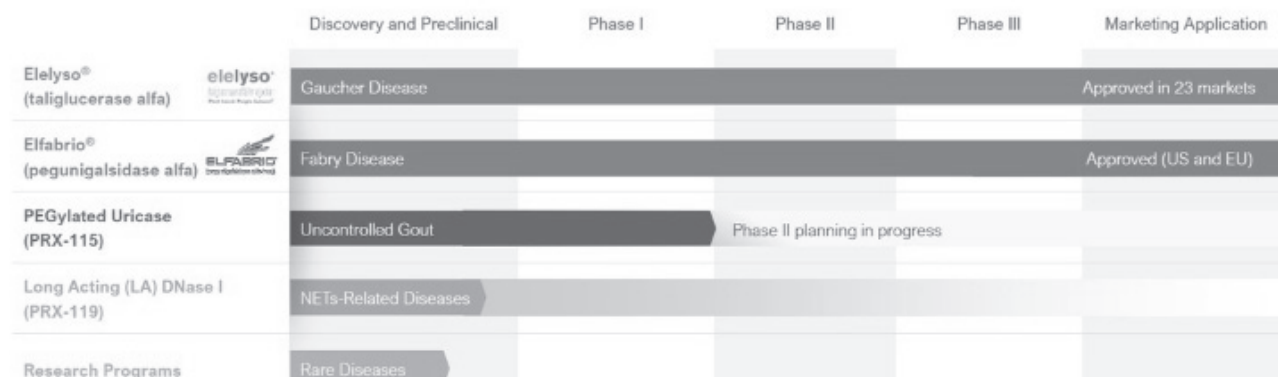 Discovery and Preclinical Phase I Phase II Phase III Marketing Application
Elelyso®
(taliglucerase alfa)
elelyso
Gaucher Disease
Approved in 23 markets
Elfabrio®
(pegunigalsidase alfa)
ELFABRIO
Fabry Disease
Approved (US and EU)
PEGylated Uricase
(PRX-115)
Uncontrolled Gout
Phase II planning in progress
Long Acting (LA) DNase I
(PRX-119)
NETs-Related Diseases
Research Programs
Rare Diseases